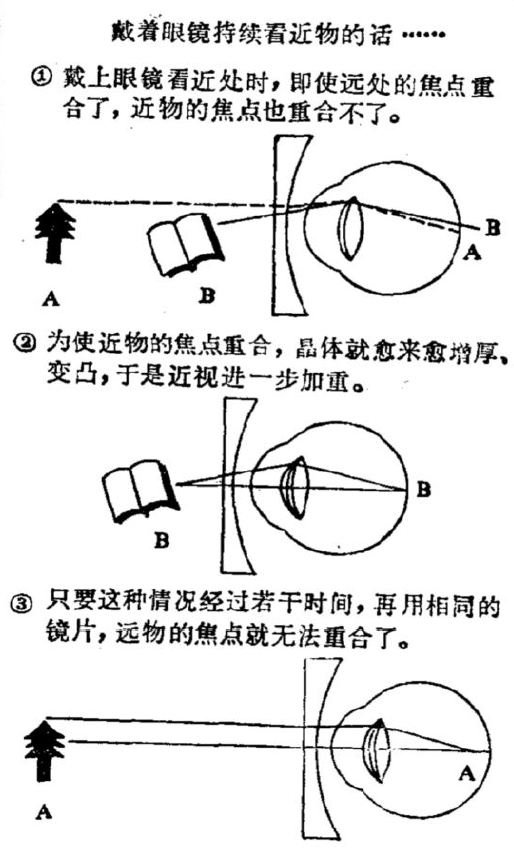 戴着眼镜持续看近物的话……
① 戴上眼镜看近处时，即使远处的焦点重
合了，近物的焦点也重合不了。
B
A
A
B
② 为使近物的焦点重合，晶体就愈来愈增厚、
变凸，于是近视进一步加重。
B
B
③ 只要这种情况经过若干时间，再用相同的
镜片，远物的焦点就无法重合了。
A
A